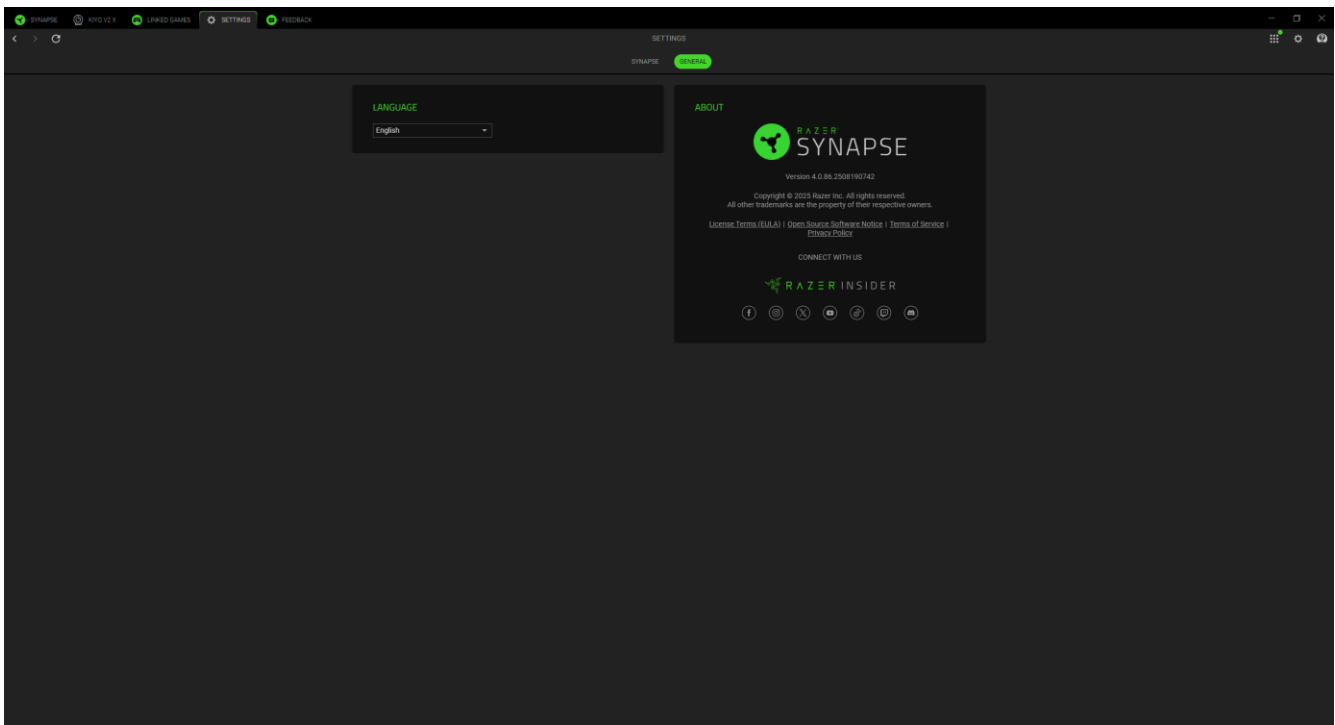 SYNAPSE KIYO V2 X LINKED GAMES SETTINGS FEEDBACK
SETTINGS
SYNAPSE GENERAL
LANGUAGE
English
ABOUT
RAZER
SYNAPSE
Version 4.0.86.2508190742
Copyright © 2025 Razer Inc. All rights reserved.
All other trademarks are the property of their respective owners.
License Terms (EULA) | Open Source Software Notice | Terms of Service |
Privacy Policy
CONNECT WITH US
RAZER INSIDER